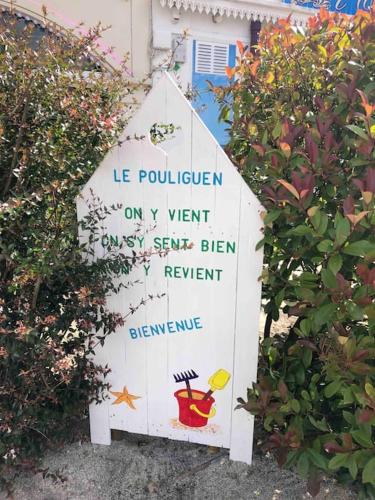 LE POULIGUEN
ON Y VIENT
ON S'Y SENT BIEN
ON Y REVIENT
BIENVENUE